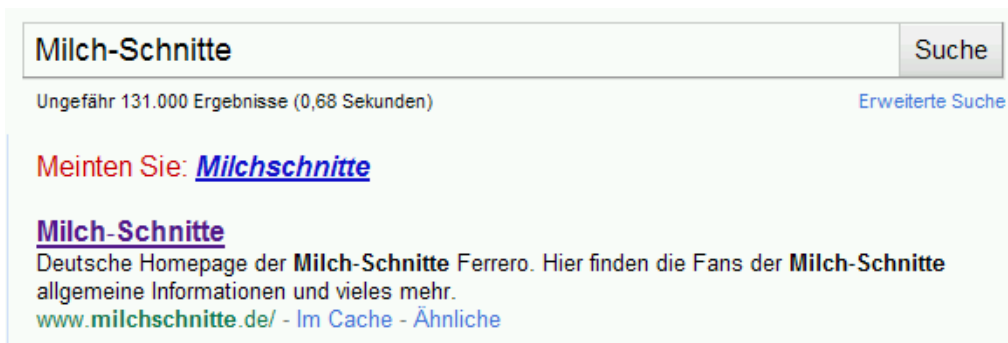 Milch-Schnitte Suche
Ungefähr 131.000 Ergebnisse (0,68 Sekunden) Erweiterte Suche
Meinten Sie: Milchschnitte
Milch-Schnitte
Deutsche Homepage der Milch-Schnitte Ferrero. Hier finden die Fans der Milch-Schnitte
allgemeine Informationen und vieles mehr.
www.milchschnitte.de/ - Im Cache - Ähnliche